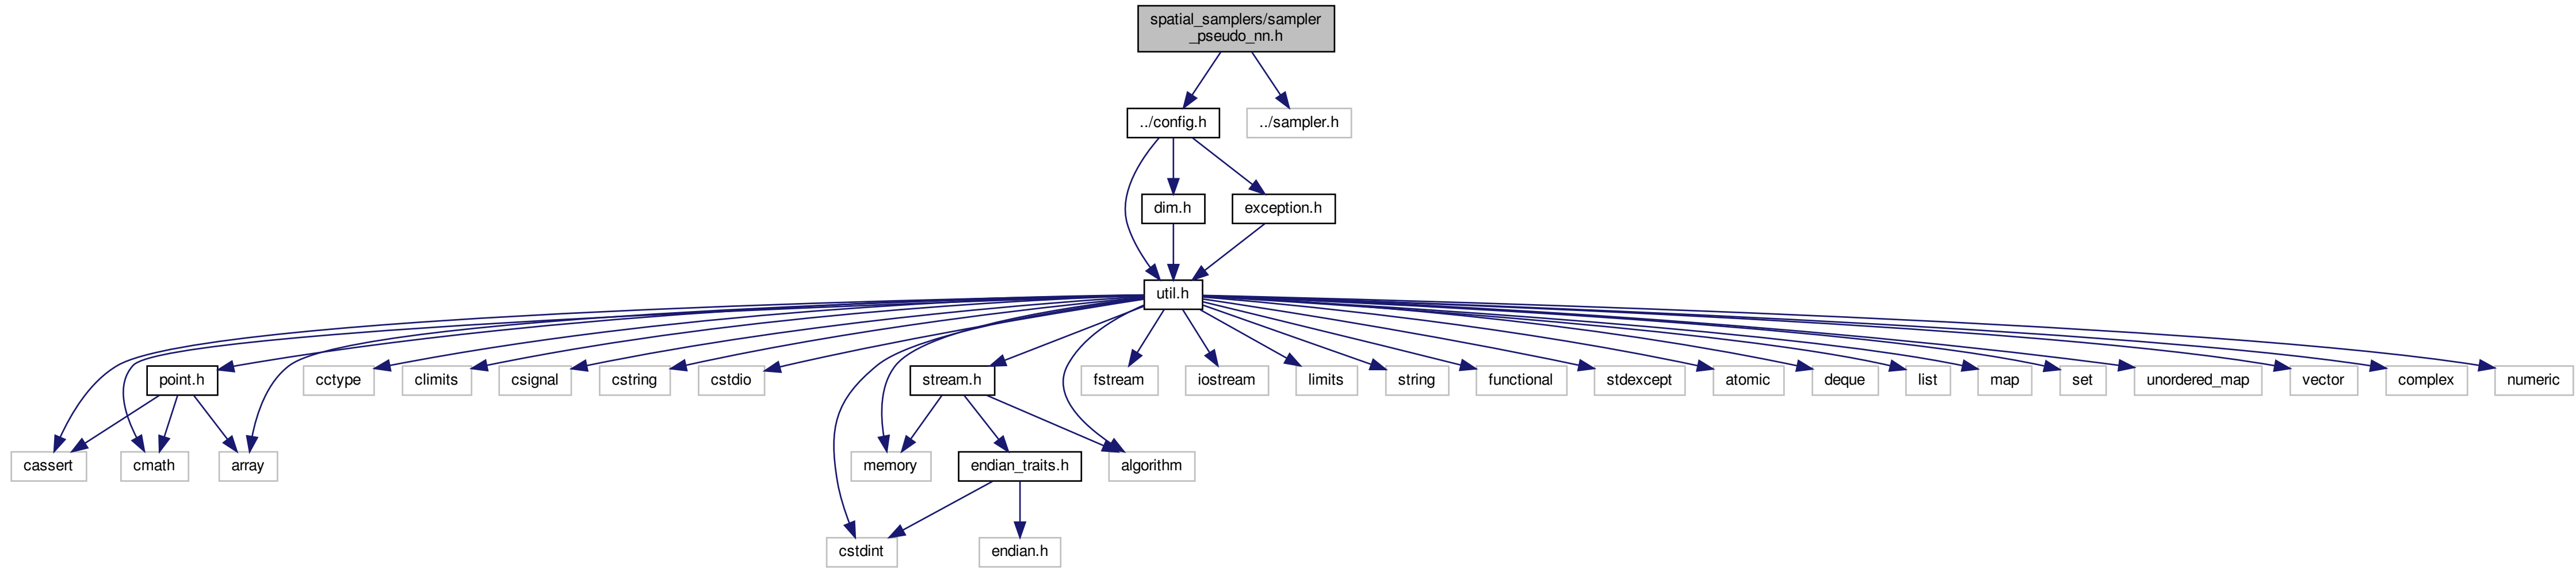 spatial_samplers/sampler
_pseudo_nn.h
../config.h
../sampler.h
dim.h
exception.h
util.h
point.h
cctype
climits
csignal
cstring
cstdio
stream.h
fstream
iostream
limits
string
functional
stdexcept
atomic
deque
list
map
set
unordered_map
vector
complex
numeric
cassert
cmath
array
memory
endian_traits.h
algorithm
cstdint
endian.h